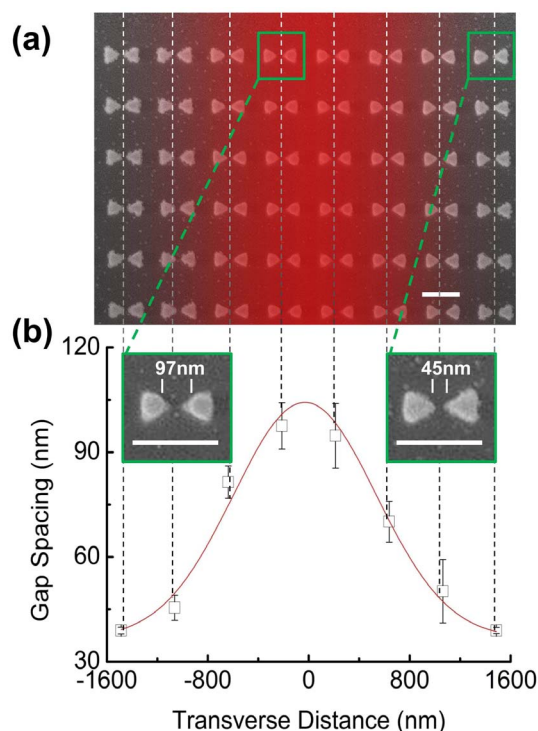 (a)
(b)
120
97nm
45nm
90
60
30
Gap Spacing (nm)
-1600
-800
0
800
1600
Transverse Distance (nm)